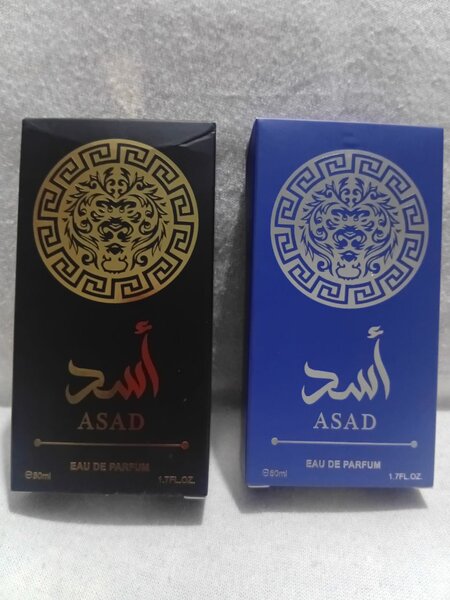 أسد
ASAD
EAU DE PARFUM
℮50ml 1.7FL.OZ.
أسد
ASAD
EAU DE PARFUM
℮50ml 1.7FL.OZ.